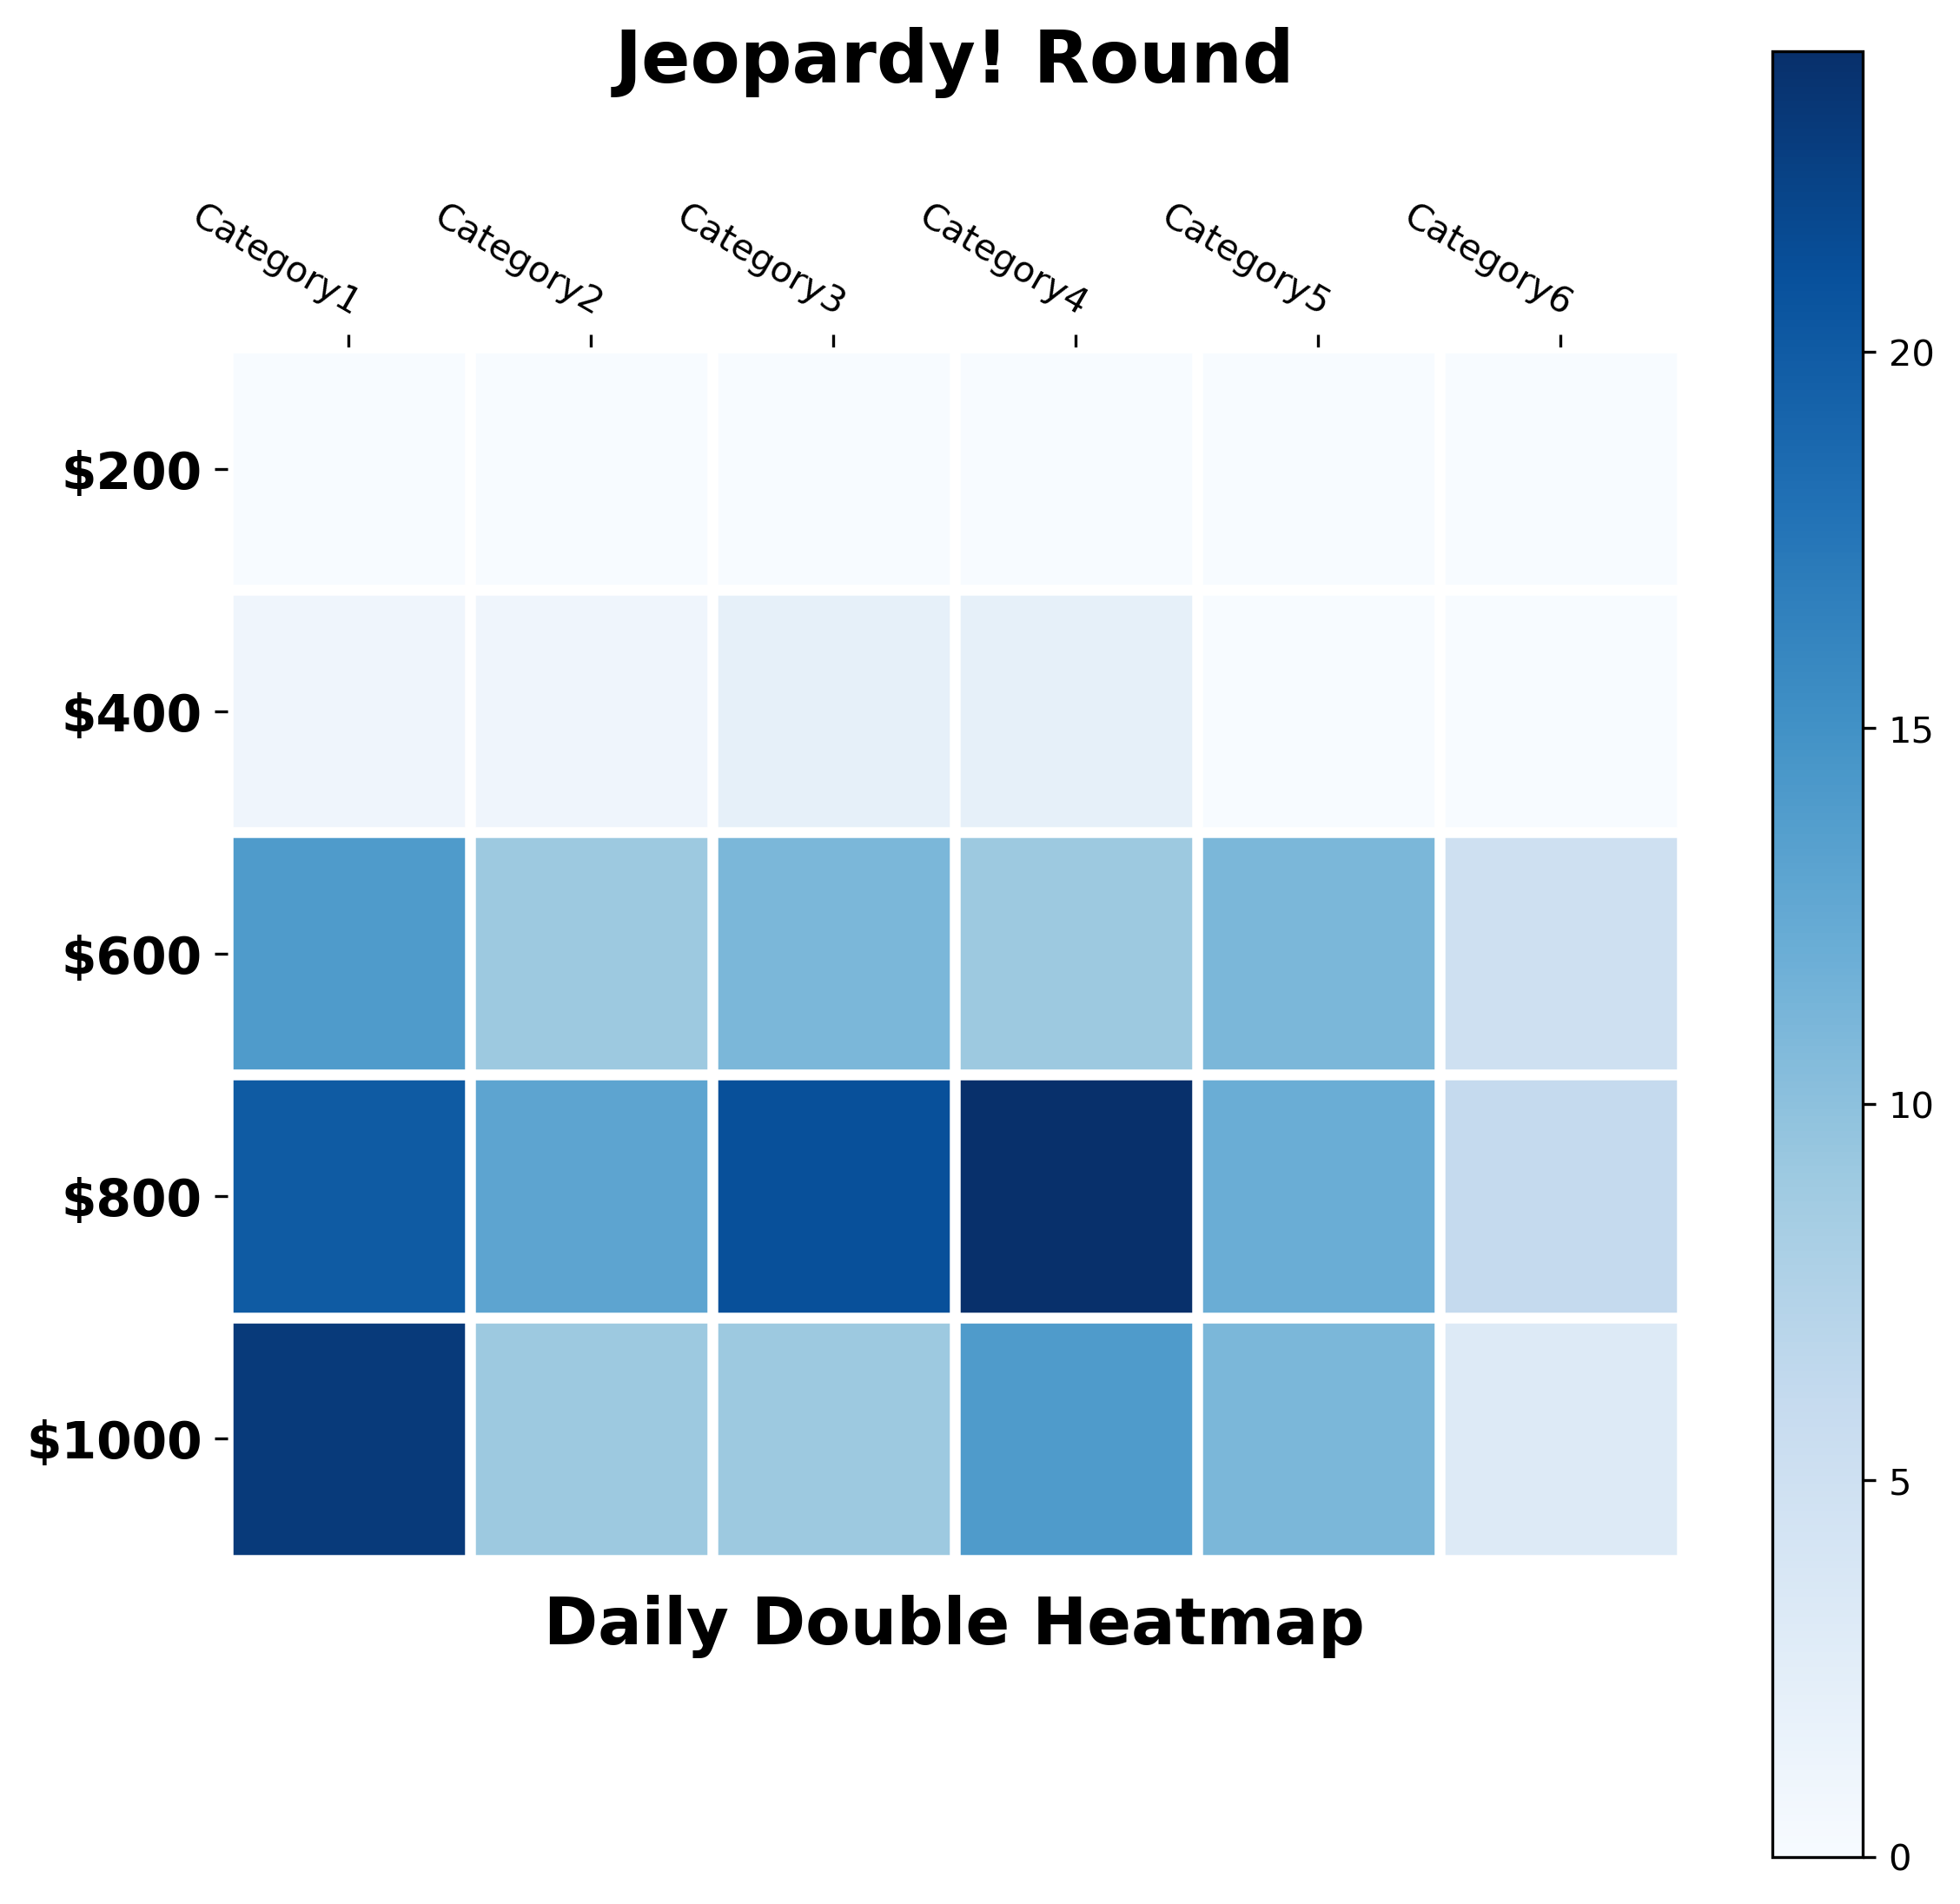 Jeopardy! Round
Category1
Category2
Category3
Category4
Category5
Category6
$200
$400
$600
$800
$1000
Daily Double Heatmap
20
15
10
5
0